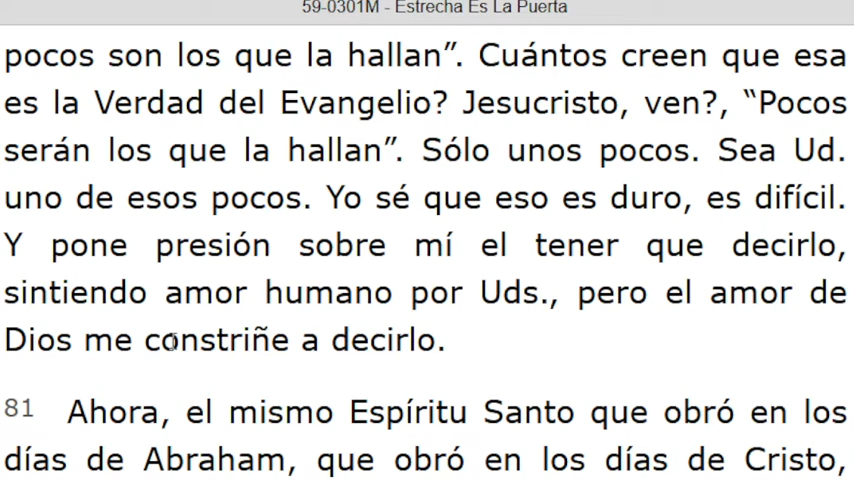 59-0301M - Estrecha Es La Puerta
pocos son los que la hallan”. Cuántos creen que esa
es la Verdad del Evangelio? Jesucristo, ven?, “Pocos
serán los que la hallan”. Sólo unos pocos. Sea Ud.
uno de esos pocos. Yo sé que eso es duro, es difícil.
Y pone presión sobre mí el tener que decirlo,
sintiendo amor humano por Uds., pero el amor de
Dios me constriñe a decirlo.
81 Ahora, el mismo Espíritu Santo que obró en los
días de Abraham, que obró en los días de Cristo,